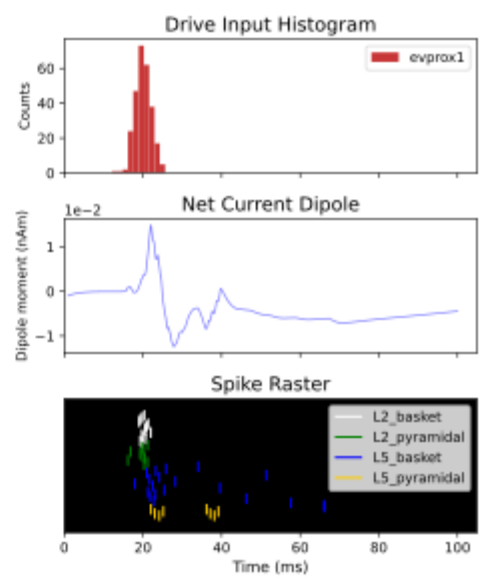 Drive Input Histogram
evprox1
Counts
60
40
20
0
Net Current Dipole
1e−2
Dipole moment (nAm)
1
0
−1
Spike Raster
L2_basket
L2_pyramidal
L5_basket
L5_pyramidal
0 20 40 60 80 100
Time (ms)